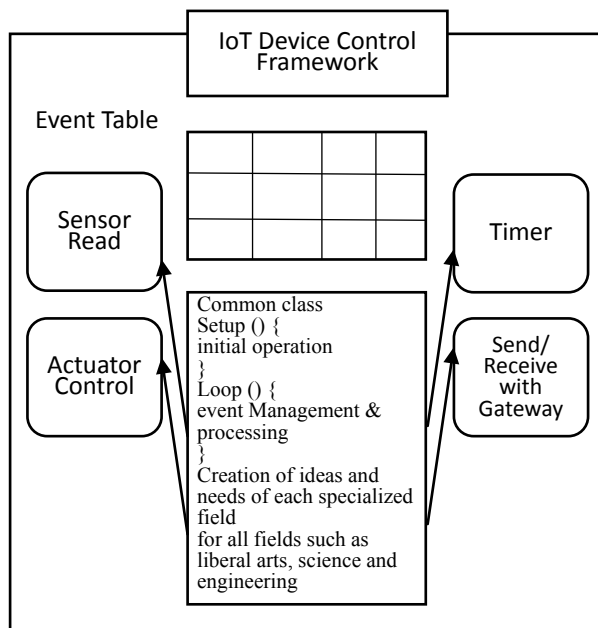 IoT Device Control
Framework
Event Table
Sensor
Read
Timer
Common class
Setup () {
initial operation
}
Loop () {
event Management &
processing
}
Creation of ideas and
needs of each specialized
field
for all fields such as
liberal arts, science and
engineering
Actuator
Control
Send/
Receive
with
Gateway